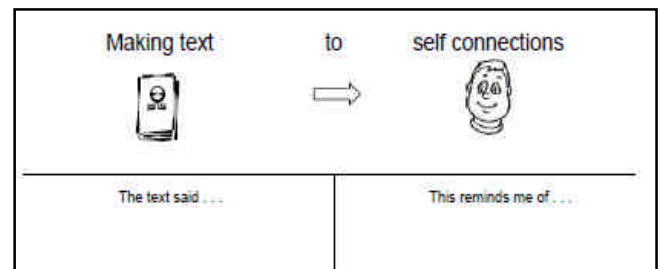 Making text to self connections
The text said . . .
This reminds me of . . .